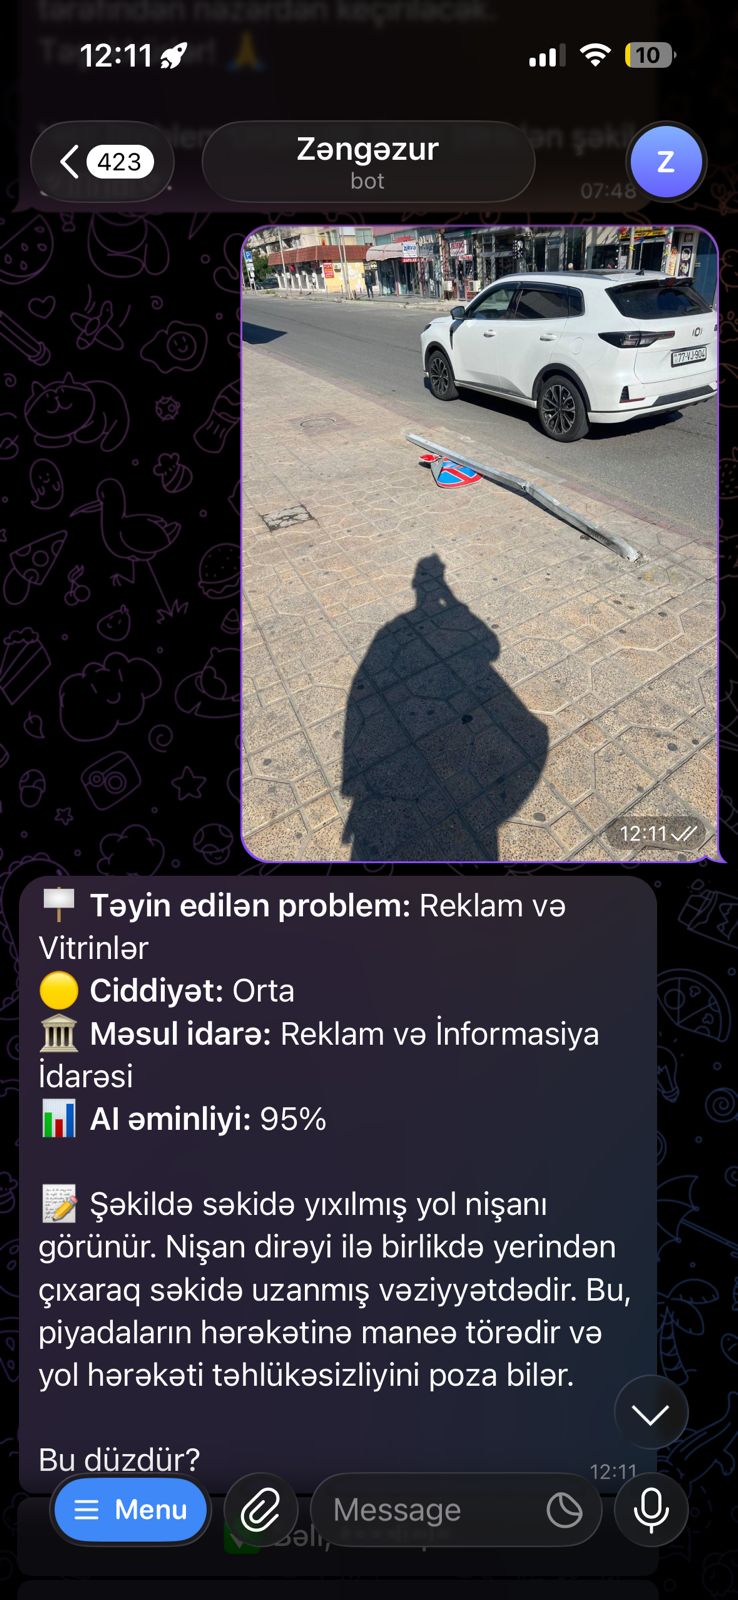 12:11
10
423
Zəngəzur
bot
Z
07:48
77-VJ-904
12:11
Təyin edilən problem: Reklam və
Vitrinlər
Ciddiyət: Orta
Məsul idarə: Reklam və İnformasiya
İdarəsi
AI əminliyi: 95%
Şəkildə səkidə yıxılmış yol nişanı
görünür. Nişan dirəyi ilə birlikdə yerindən
çıxaraq səkidə uzanmış vəziyyətdədir. Bu,
piyadaların hərəkətinə maneə törədir və
yol hərəkəti təhlükəsizliyini poza bilər.
Bu düzdür?
12:11
Menu
Message